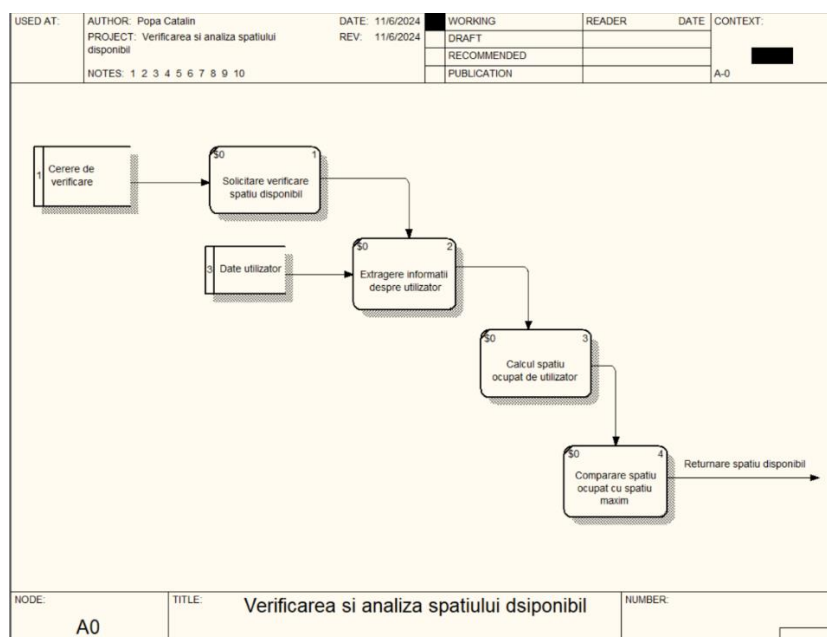 USED AT:
AUTHOR: Popa Catalin
DATE: 11/6/2024
WORKING
READER
DATE
CONTEXT:
PROJECT: Verificarea si analiza spatiului
disponibil
REV: 11/6/2024
DRAFT
RECOMMENDED
NOTES: 1 2 3 4 5 6 7 8 9 10
PUBLICATION
A-0
1
Cerere de
verificare
$0
1
Solicitare verificare
spatiu disponibil
3
Date utilizator
$0
2
Extragere informatii
despre utilizator
$0
3
Calcul spatiu
ocupat de utilizator
$0
4
Comparare spatiu
ocupat cu spatiu
maxim
Returnare spatiu disponibil
NODE:
A0
TITLE:
Verificarea si analiza spatiului dsiponibil
NUMBER: